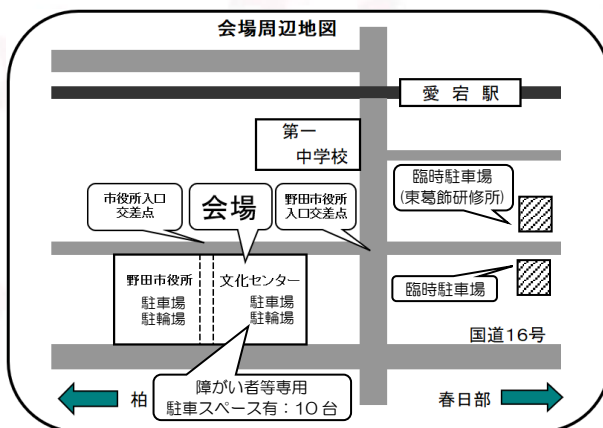 会場周辺地図
愛宕駅
第一
中学校
臨時駐車場
(東葛飾研修所)
市役所入口
交差点
会場
野田市役所
入口交差点
野田市役所
駐車場
駐輪場
文化センター
駐車場
駐輪場
臨時駐車場
国道16号
障がい者等専用
駐車スペース有：10台
柏
春日部